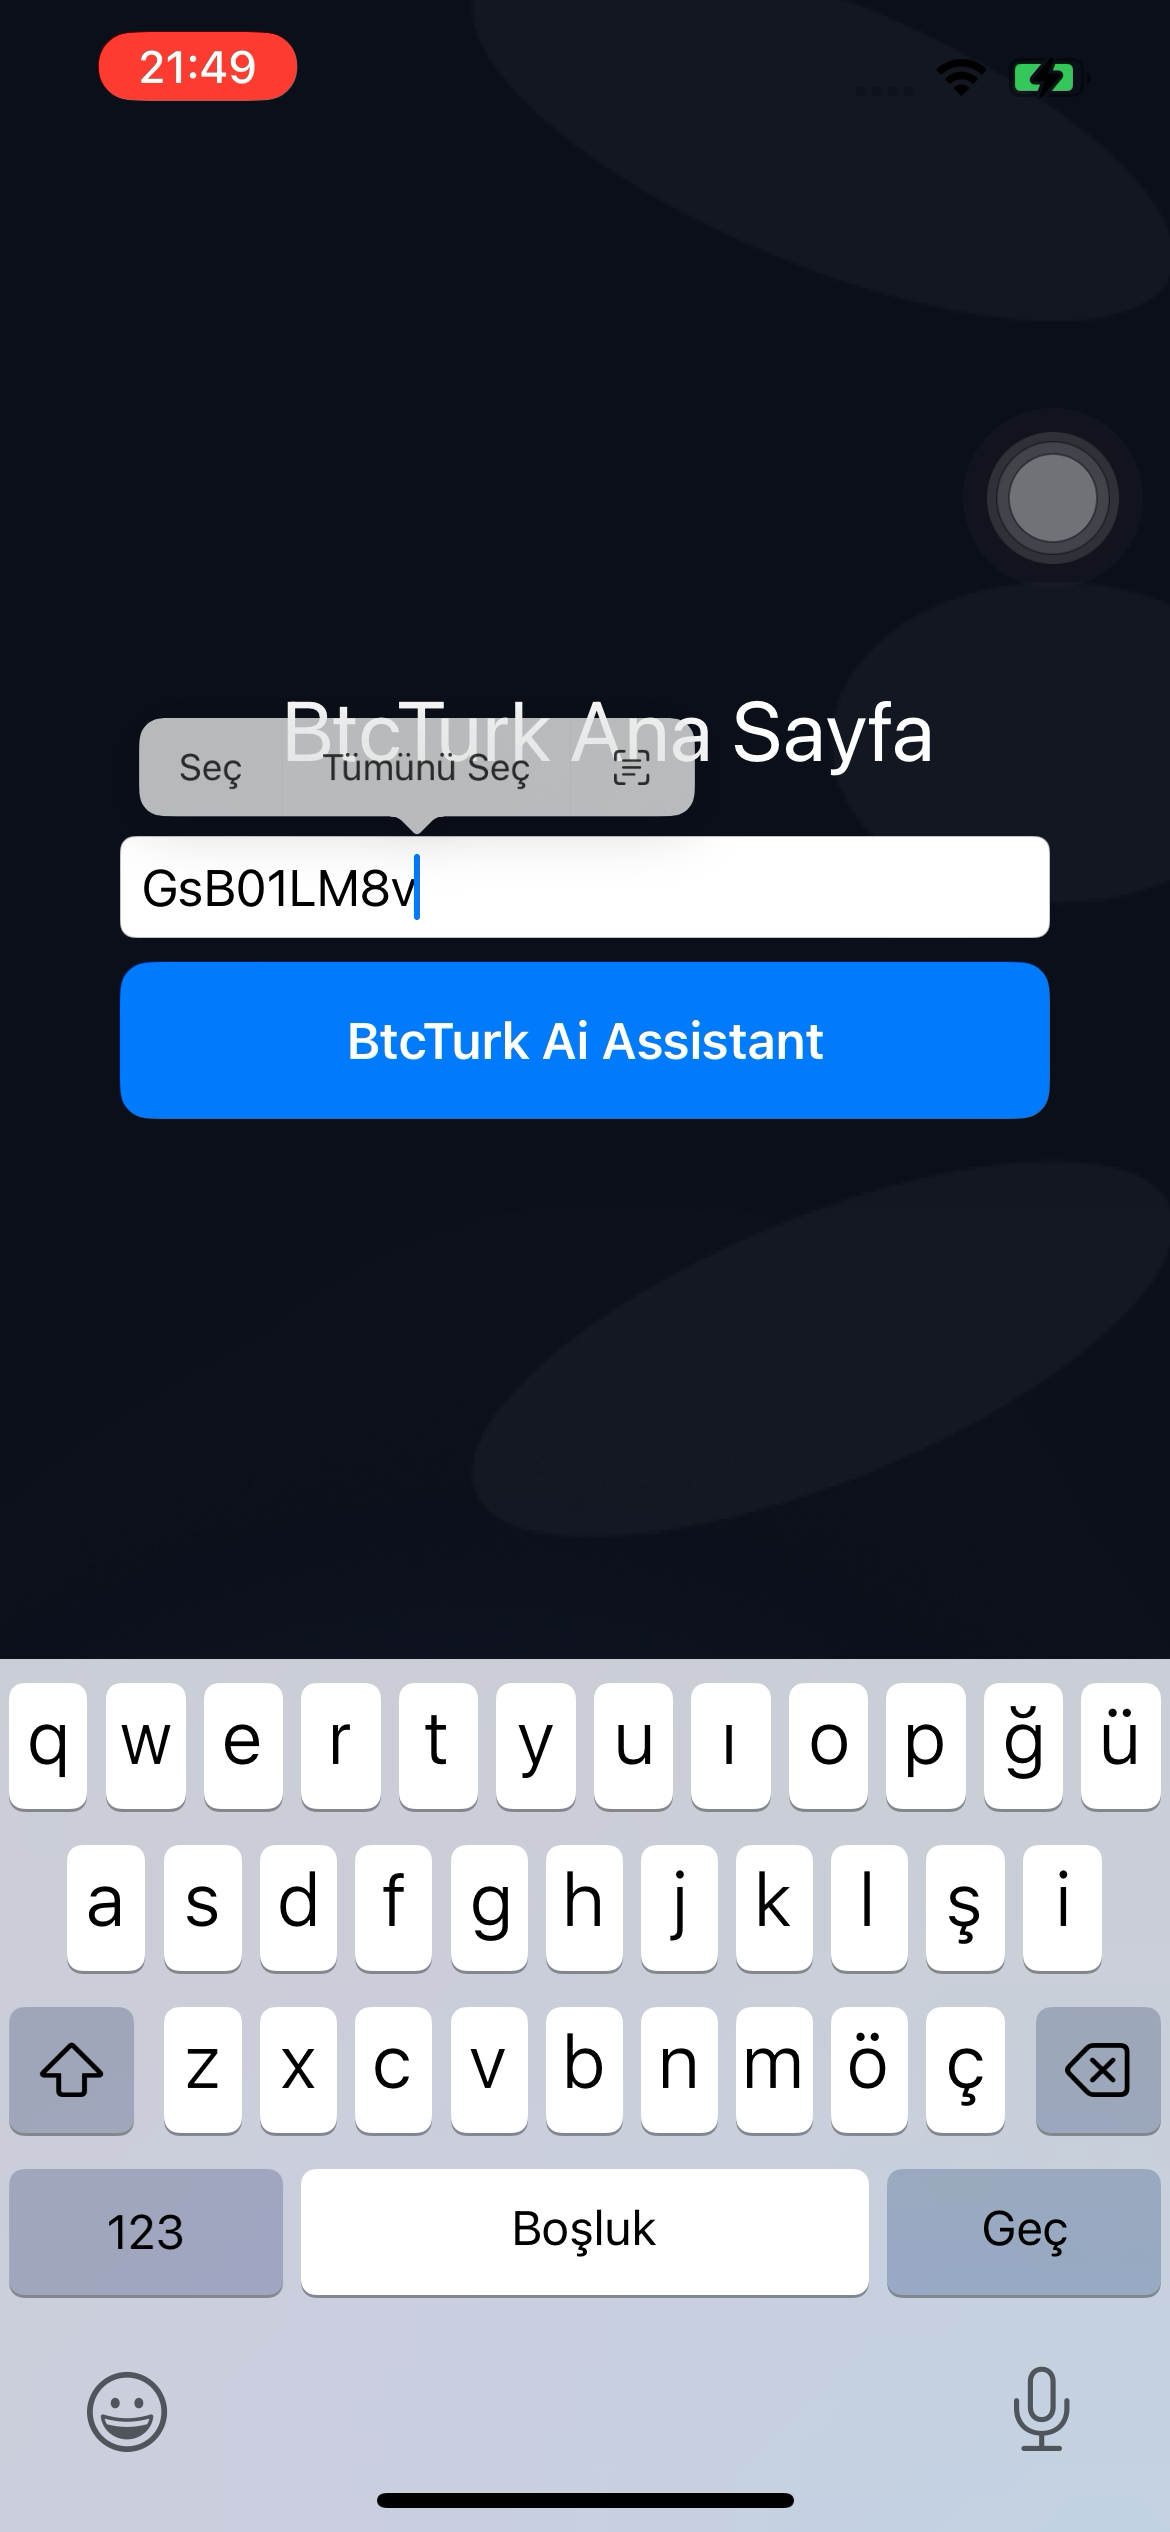 21:49
BtcTurk Ana Sayfa
Seç Tümünü Seç
GsB01LM8v
BtcTurk Ai Assistant
q w e r t y u ı o p ğ ü
a s d f g h j k l ş i
z x c v b n m ö ç
123 Boşluk Geç